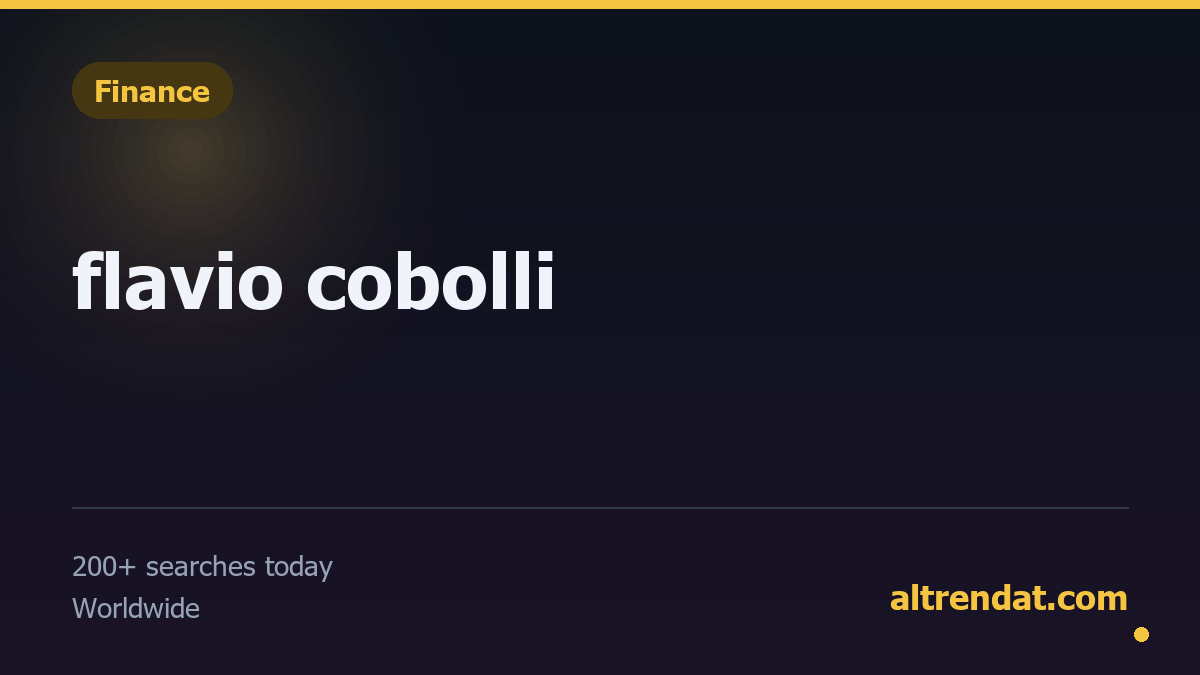 Finance
flavio cobolli
200+ searches today
Worldwide
altrendat.com